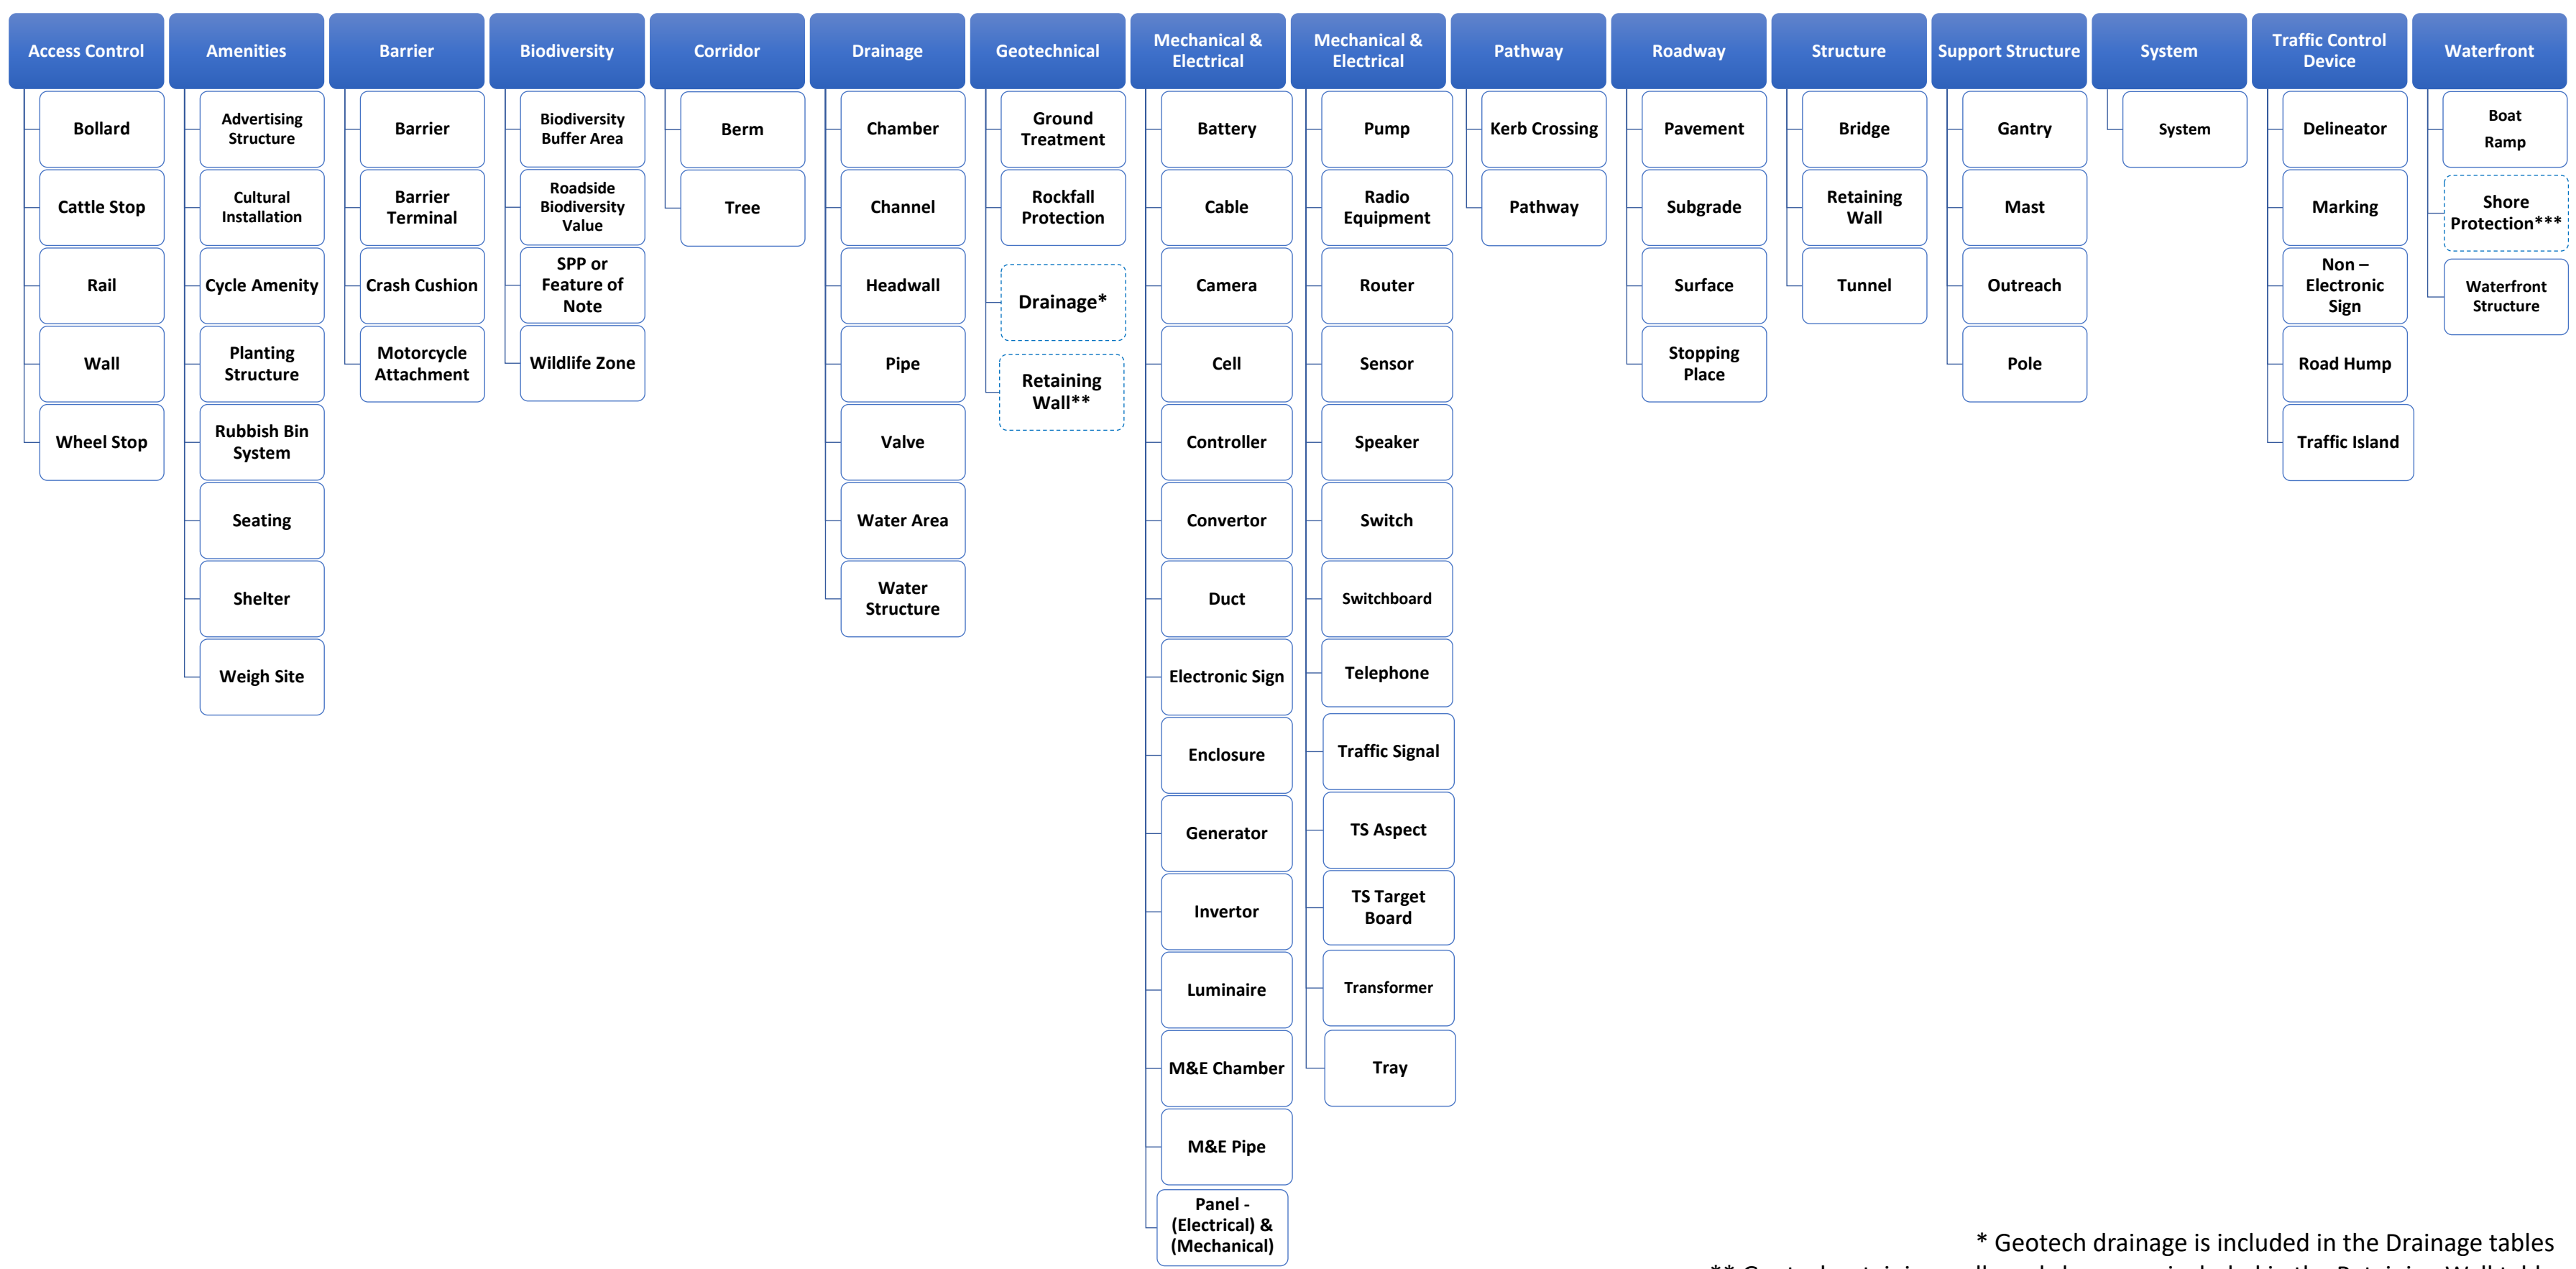 Access Control
Bollard
Cattle Stop
Rail
Wall
Wheel Stop
Amenities
Advertising
Structure
Cultural
Installation
Cycle Amenity
Planting
Structure
Rubbish Bin
System
Seating
Shelter
Weigh Site
Barrier
Barrier
Barrier
Terminal
Crash Cushion
Motorcycle
Attachment
Biodiversity
Biodiversity
Buffer Area
Roadside
Biodiversity
Value
SPP or
Feature of
Note
Wildlife Zone
Corridor
Berm
Tree
Drainage
Chamber
Channel
Headwall
Pipe
Valve
Water Area
Water
Structure
Geotechnical
Ground
Treatment
Rockfall
Protection
Drainage*
Retaining
Wall**
Mechanical &
Electrical
Battery
Cable
Camera
Cell
Controller
Convertor
Duct
Electronic Sign
Enclosure
Generator
Invertor
Luminaire
M&E Chamber
M&E Pipe
Panel -
(Electrical) &
(Mechanical)
Mechanical &
Electrical
Pump
Radio
Equipment
Router
Sensor
Speaker
Switch
Switchboard
Telephone
Traffic Signal
TS Aspect
TS Target
Board
Transformer
Tray
Pathway
Kerb Crossing
Pathway
Roadway
Pavement
Subgrade
Surface
Stopping
Place
Structure
Bridge
Retaining
Wall
Tunnel
Support Structure
Gantry
Mast
Outreach
Pole
System
System
Traffic Control
Device
Delineator
Marking
Non –
Electronic
Sign
Road Hump
Traffic Island
Waterfront
Boat
Ramp
Shore
Protection***
Waterfront
Structure
* Geotech drainage is included in the Drainage tables